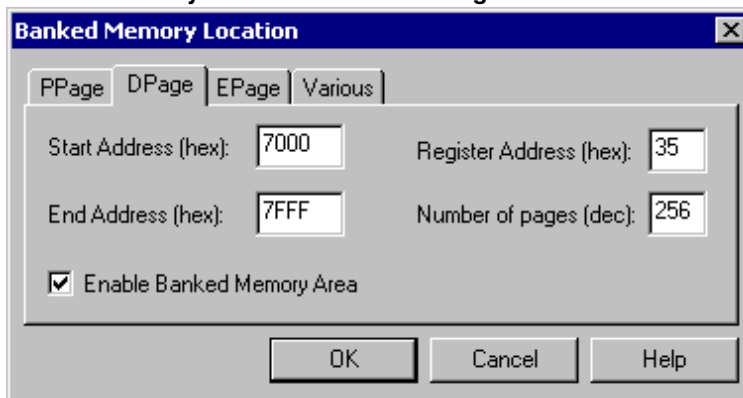 Banked Memory Location
PPage DPage EPage Various
Start Address (hex): 7000 Register Address (hex): 35
End Address (hex): 7FFF Number of pages (dec): 256
Enable Banked Memory Area
OK Cancel Help